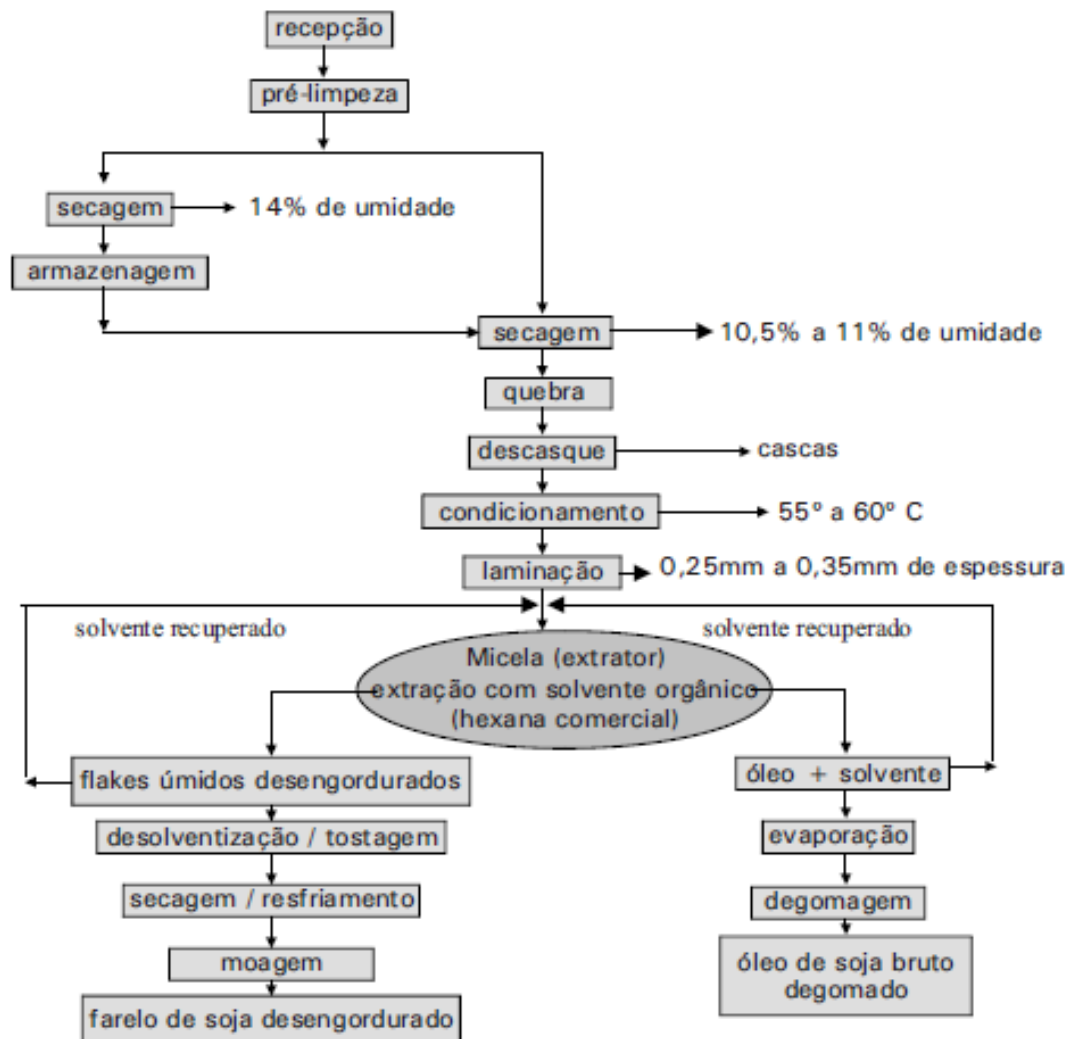 recepção
pré-limpeza
secagem
14% de umidade
armazenagem
secagem
10,5% a 11% de umidade
quebra
descasque
cascas
condicionamento
55º a 60º C
laminação
0,25mm a 0,35mm de espessura
solvente recuperado
solvente recuperado
Micela (extrator)
extração com solvente orgânico
(hexana comercial)
flakes úmidos desengordurados
óleo + solvente
desolventização / tostagem
evaporação
secagem / resfriamento
degomagem
moagem
óleo de soja bruto
degomado
farelo de soja desengordurado